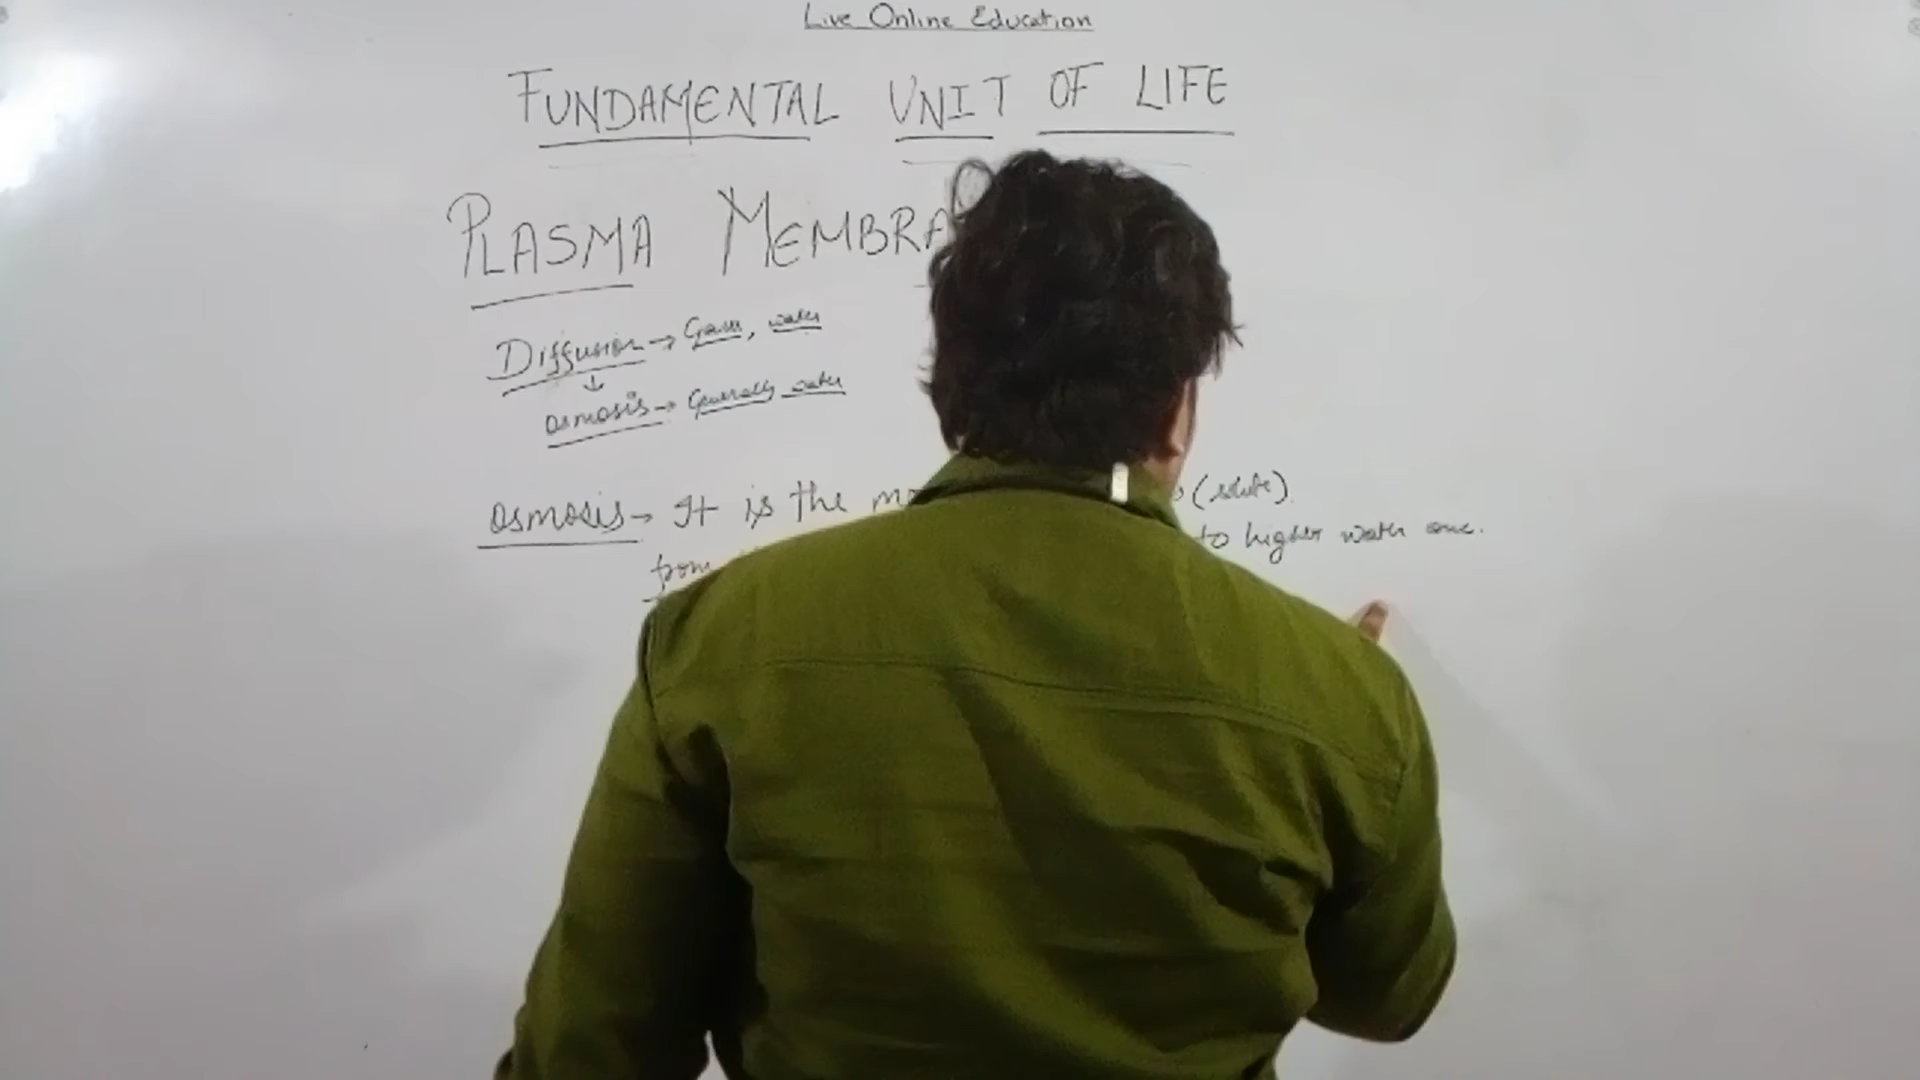 Live Online Education
FUNDAMENTAL UNIT OF LIFE
PLASMA MEMBRA
Diffusion → Gases, water
↓
osmosis → Generally water
osmosis → It is the mo (solute).
from to higher water conc.